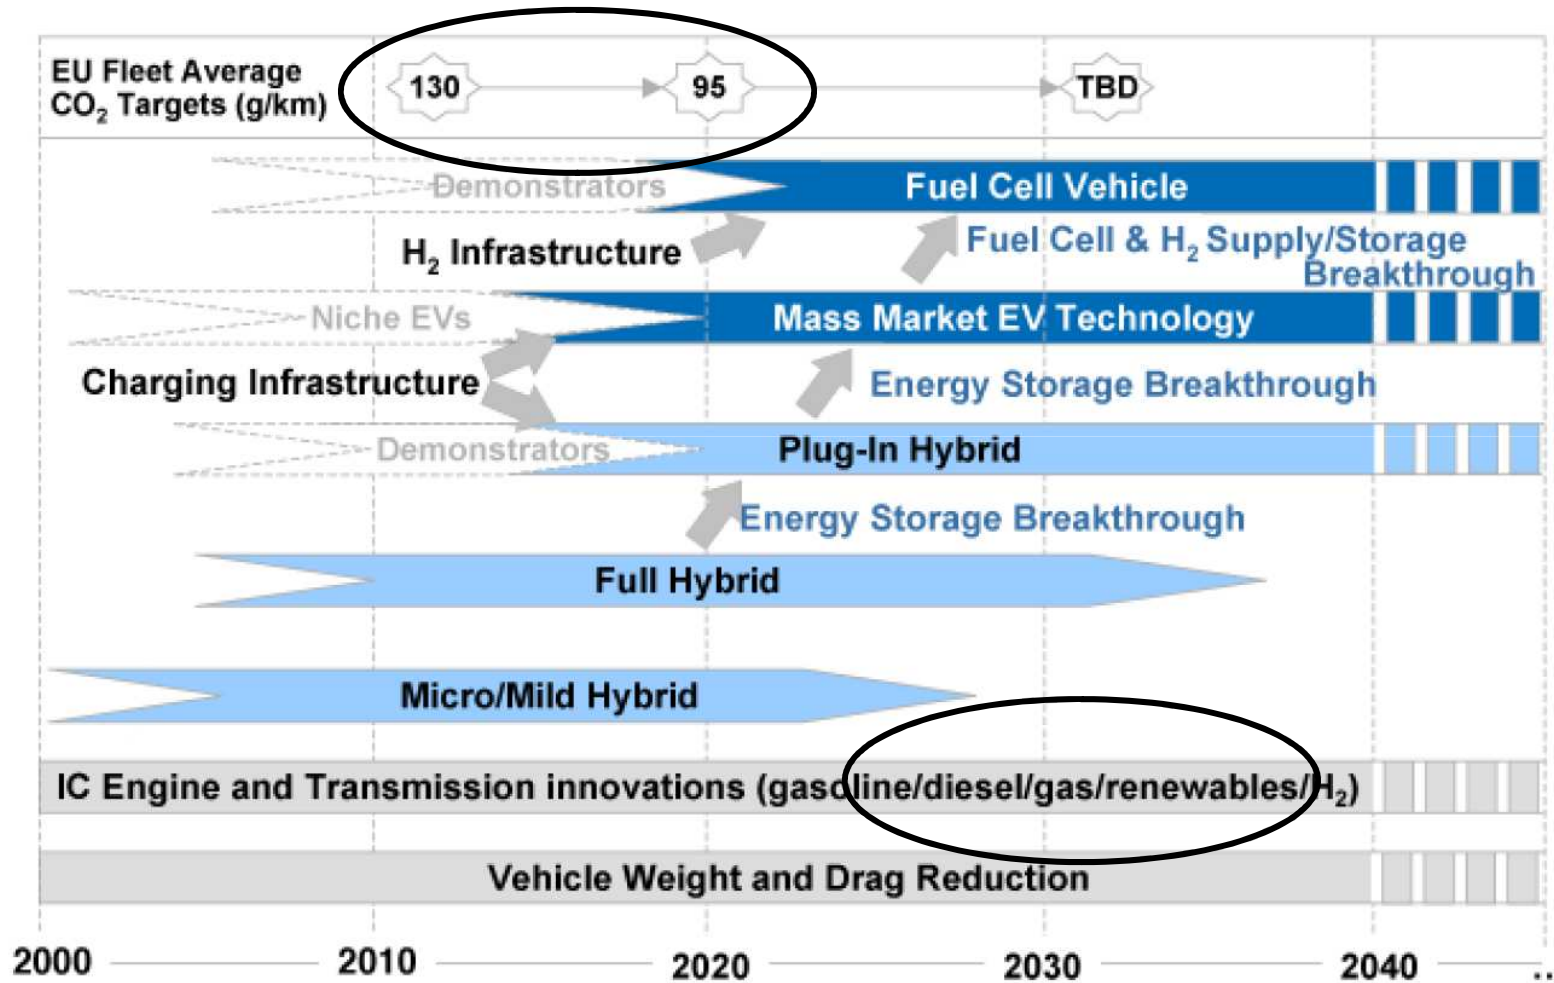 EU Fleet Average
CO₂ Targets (g/km)
130
95
TBD
Demonstrators
Fuel Cell Vehicle
H₂ Infrastructure
Fuel Cell & H₂ Supply/Storage
Breakthrough
Niche EVs
Mass Market EV Technology
Charging Infrastructure
Energy Storage Breakthrough
Demonstrators
Plug-In Hybrid
Energy Storage Breakthrough
Full Hybrid
Micro/Mild Hybrid
IC Engine and Transmission innovations (gasoline/diesel/gas/renewables/H₂)
Vehicle Weight and Drag Reduction
2000
2010
2020
2030
2040
..